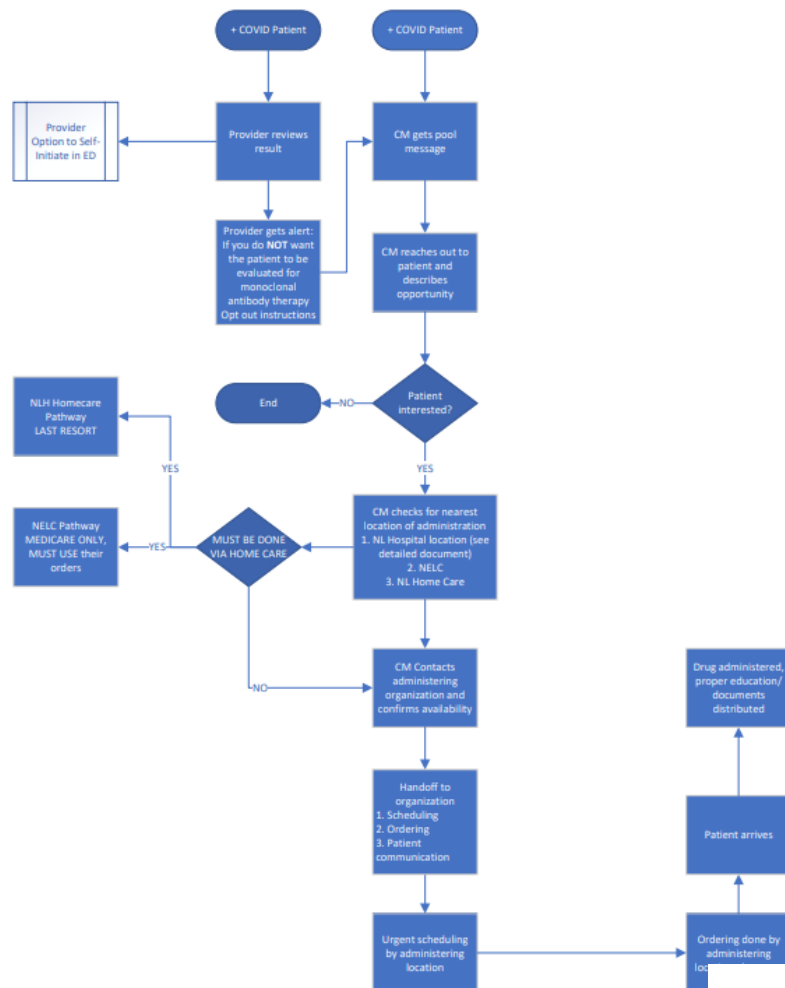 + COVID Patient
+ COVID Patient
Provider
Option to Self-
Initiate in ED
Provider reviews
result
CM gets pool
message
Provider gets alert:
If you do NOT want
the patient to be
evaluated for
monoclonal
antibody therapy
Opt out instructions
CM reaches out to
patient and
describes
opportunity
NLH Homecare
Pathway
LAST RESORT
End
NO
Patient
interested?
YES
YES
NELC Pathway
MEDICARE ONLY,
MUST USE their
orders
YES
MUST BE DONE
VIA HOME CARE
CM checks for nearest
location of administration
1. NL Hospital location (see
detailed document)
2. NELC
3. NL Home Care
NO
CM Contacts
administering
organization and
confirms availability
Drug administered,
proper education/
documents
distributed
Handoff to
organization
1. Scheduling
2. Ordering
3. Patient
communication
Patient arrives
Urgent scheduling
by administering
location
Ordering done by
administering